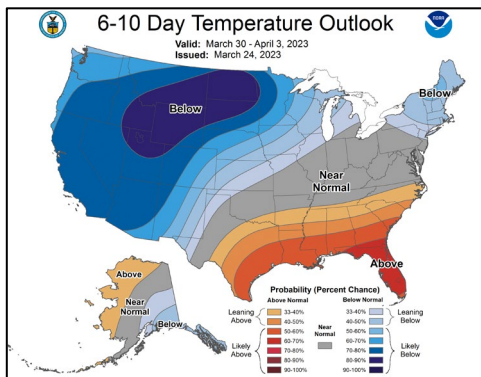 6-10 Day Temperature Outlook
Valid: March 30 - April 3, 2023
Issued: March 24, 2023
NOAA
Below
Below
Near
Normal
Above
Above
Near
Normal
Below
Probability (Percent Chance)
Above Normal
Below Normal
Leaning
Above
33-40%
40-50%
Likely
Above
50-60%
60-70%
70-80%
80-90%
90-100%
Near
Normal
33-40%
40-50%
Leaning
Below
50-60%
60-70%
70-80%
80-90%
90-100%
Likely
Below